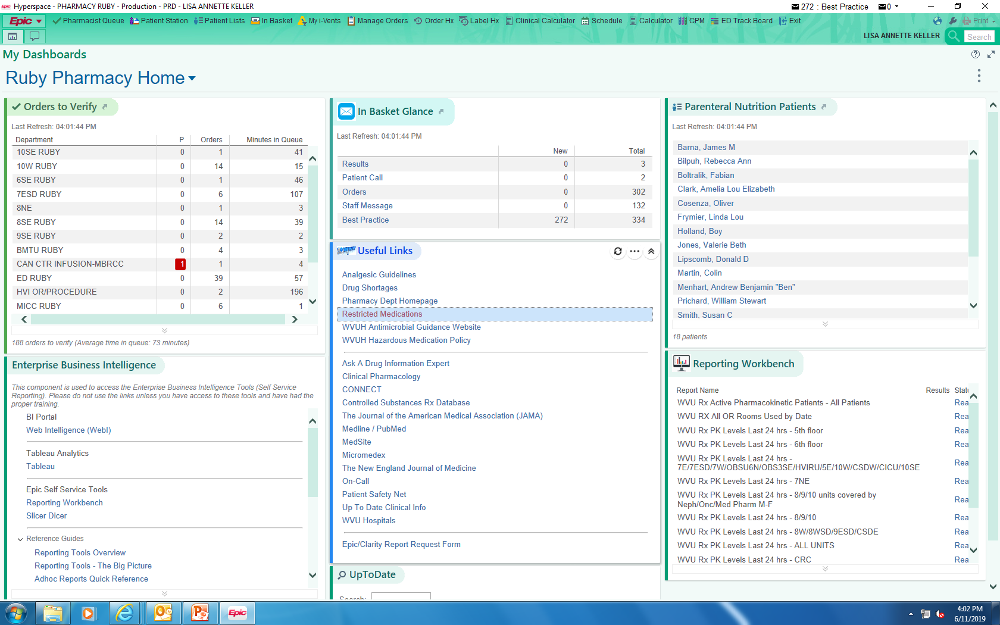 Hyperspace - PHARMACY RUBY - Production - PRD - LISA ANNETTE KELLER
272 : Best Practice
0
Epic
Pharmacist Queue
Patient Station
Patient Lists
In Basket
My i-Vents
Manage Orders
Order Hx
Label Hx
Clinical Calculator
Schedule
Calculator
CPM
ED Track Board
Exit
Print
LISA ANNETTE KELLER
Search
My Dashboards
Ruby Pharmacy Home
Orders to Verify
Last Refresh: 04:01:44 PM
Department P Orders Minutes in Queue
10SE RUBY 0 1 41
10W RUBY 0 14 15
6SE RUBY 0 1 46
7ESD RUBY 0 6 107
8NE 0 1 3
8SE RUBY 0 14 39
9SE RUBY 0 2 2
BMTU RUBY 0 4 3
CAN CTR INFUSION-MBRCC 1 1 4
ED RUBY 0 39 57
HVI OR/PROCEDURE 0 2 196
MICC RUBY 0 6 1
188 orders to verify (Average time in queue: 73 minutes)
Enterprise Business Intelligence
This component is used to access the Enterprise Business Intelligence Tools (Self Service
Reporting). Please do not use the links unless you have access to these tools and have had the
proper training.
BI Portal
Web Intelligence (WebI)
Tableau Analytics
Tableau
Epic Self Service Tools
Reporting Workbench
Slicer Dicer
Reference Guides
Reporting Tools Overview
Reporting Tools - The Big Picture
Adhoc Reports Quick Reference
In Basket Glance
Last Refresh: 04:01:44 PM
New Total
Results 0 3
Patient Call 0 2
Orders 0 302
Staff Message 0 132
Best Practice 272 334
Useful Links
Analgesic Guidelines
Drug Shortages
Pharmacy Dept Homepage
Restricted Medications
WVUH Antimicrobial Guidance Website
WVUH Hazardous Medication Policy
Ask A Drug Information Expert
Clinical Pharmacology
CONNECT
Controlled Substances Rx Database
The Journal of the American Medical Association (JAMA)
Medline / PubMed
MedSite
Micromedex
The New England Journal of Medicine
On-Call
Patient Safety Net
Up To Date Clinical Info
WVU Hospitals
Epic/Clarity Report Request Form
UpToDate
Search:
Parenteral Nutrition Patients
Last Refresh: 04:01:44 PM
Barna, James M
Bilpuh, Rebecca Ann
Boltralik, Fabian
Clark, Amelia Lou Elizabeth
Cosenza, Oliver
Frymier, Linda Lou
Holland, Boy
Jones, Valerie Beth
Lipscomb, Donald D
Martin, Colin
Menhart, Andrew Benjamin "Ben"
Prichard, William Stewart
Smith, Susan C
18 patients
Reporting Workbench
Report Name Results Statu
WVU Rx Active Pharmacokinetic Patients - All Patients Rea
WVU RX All OR Rooms Used by Date Rea
WVU Rx PK Levels Last 24 hrs - 5th floor Rea
WVU Rx PK Levels Last 24 hrs - 6th floor Rea
WVU Rx PK Levels Last 24 hrs -
7E/7ESD/7W/OBSU6N/OBS3SE/HVIRU/5E/10W/CSDW/CICU/10SE Rea
WVU Rx PK Levels Last 24 hrs - 7NE Rea
WVU Rx PK Levels Last 24 hrs - 8/9/10 units covered by
Neph/Onc/Med Pharm M-F Rea
WVU Rx PK Levels Last 24 hrs - 8/9/10 Rea
WVU Rx PK Levels Last 24 hrs - 8W/8WSD/9ESD/CSDE Rea
WVU Rx PK Levels Last 24 hrs - ALL UNITS Rea
WVU Rx PK Levels Last 24 hrs - CRC Rea
Epic
4:02 PM
6/11/2019